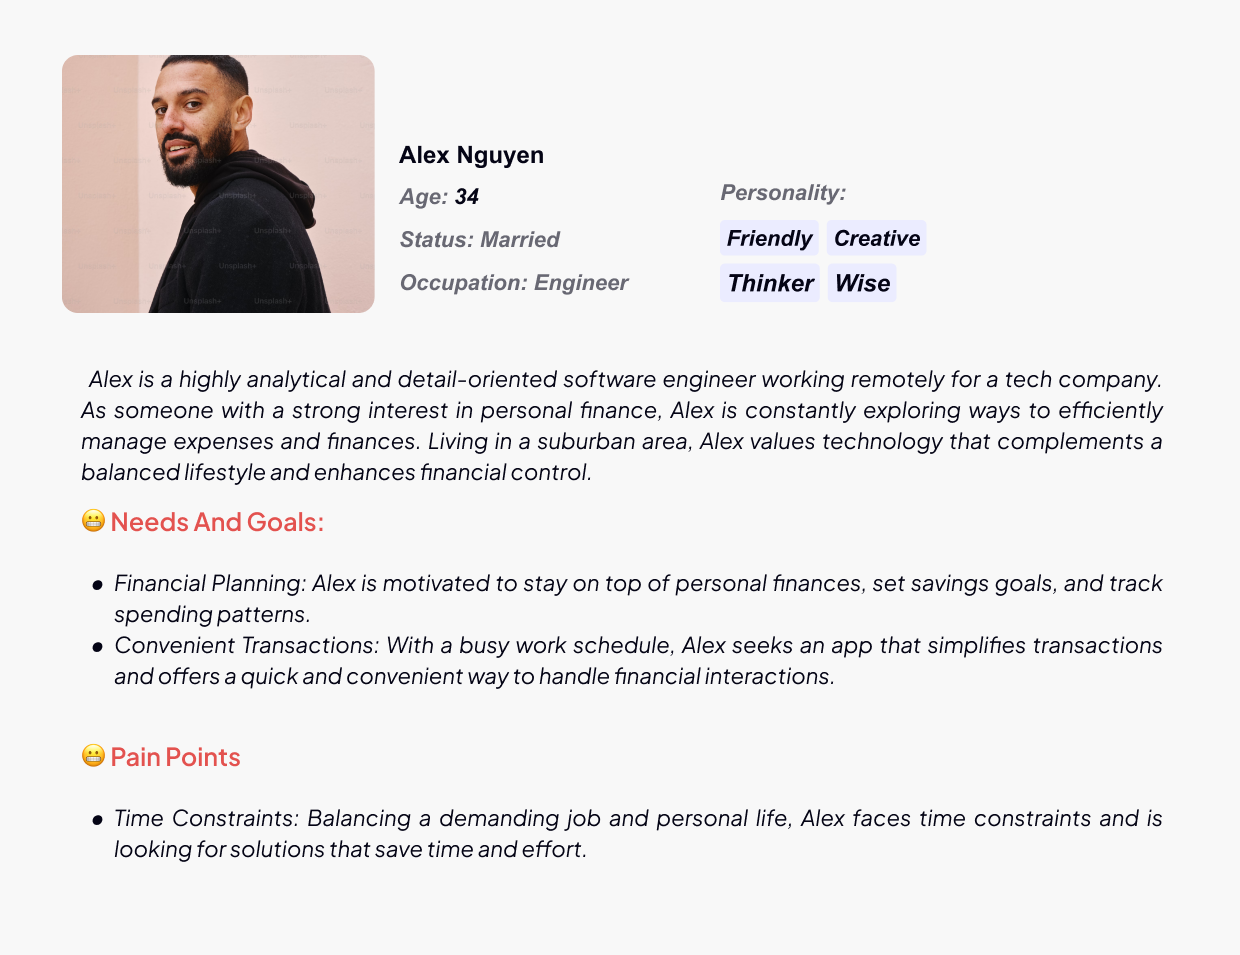 Alex Nguyen
Age: 34
Status: Married
Occupation: Engineer
Personality:
Friendly Creative
Thinker Wise
Alex is a highly analytical and detail-oriented software engineer working remotely for a tech company.
As someone with a strong interest in personal finance, Alex is constantly exploring ways to efficiently
manage expenses and finances. Living in a suburban area, Alex values technology that complements a
balanced lifestyle and enhances financial control.
😬 Needs And Goals:
● Financial Planning: Alex is motivated to stay on top of personal finances, set savings goals, and track
spending patterns.
● Convenient Transactions: With a busy work schedule, Alex seeks an app that simplifies transactions
and offers a quick and convenient way to handle financial interactions.
😬 Pain Points
● Time Constraints: Balancing a demanding job and personal life, Alex faces time constraints and is
looking for solutions that save time and effort.
Unsplash+